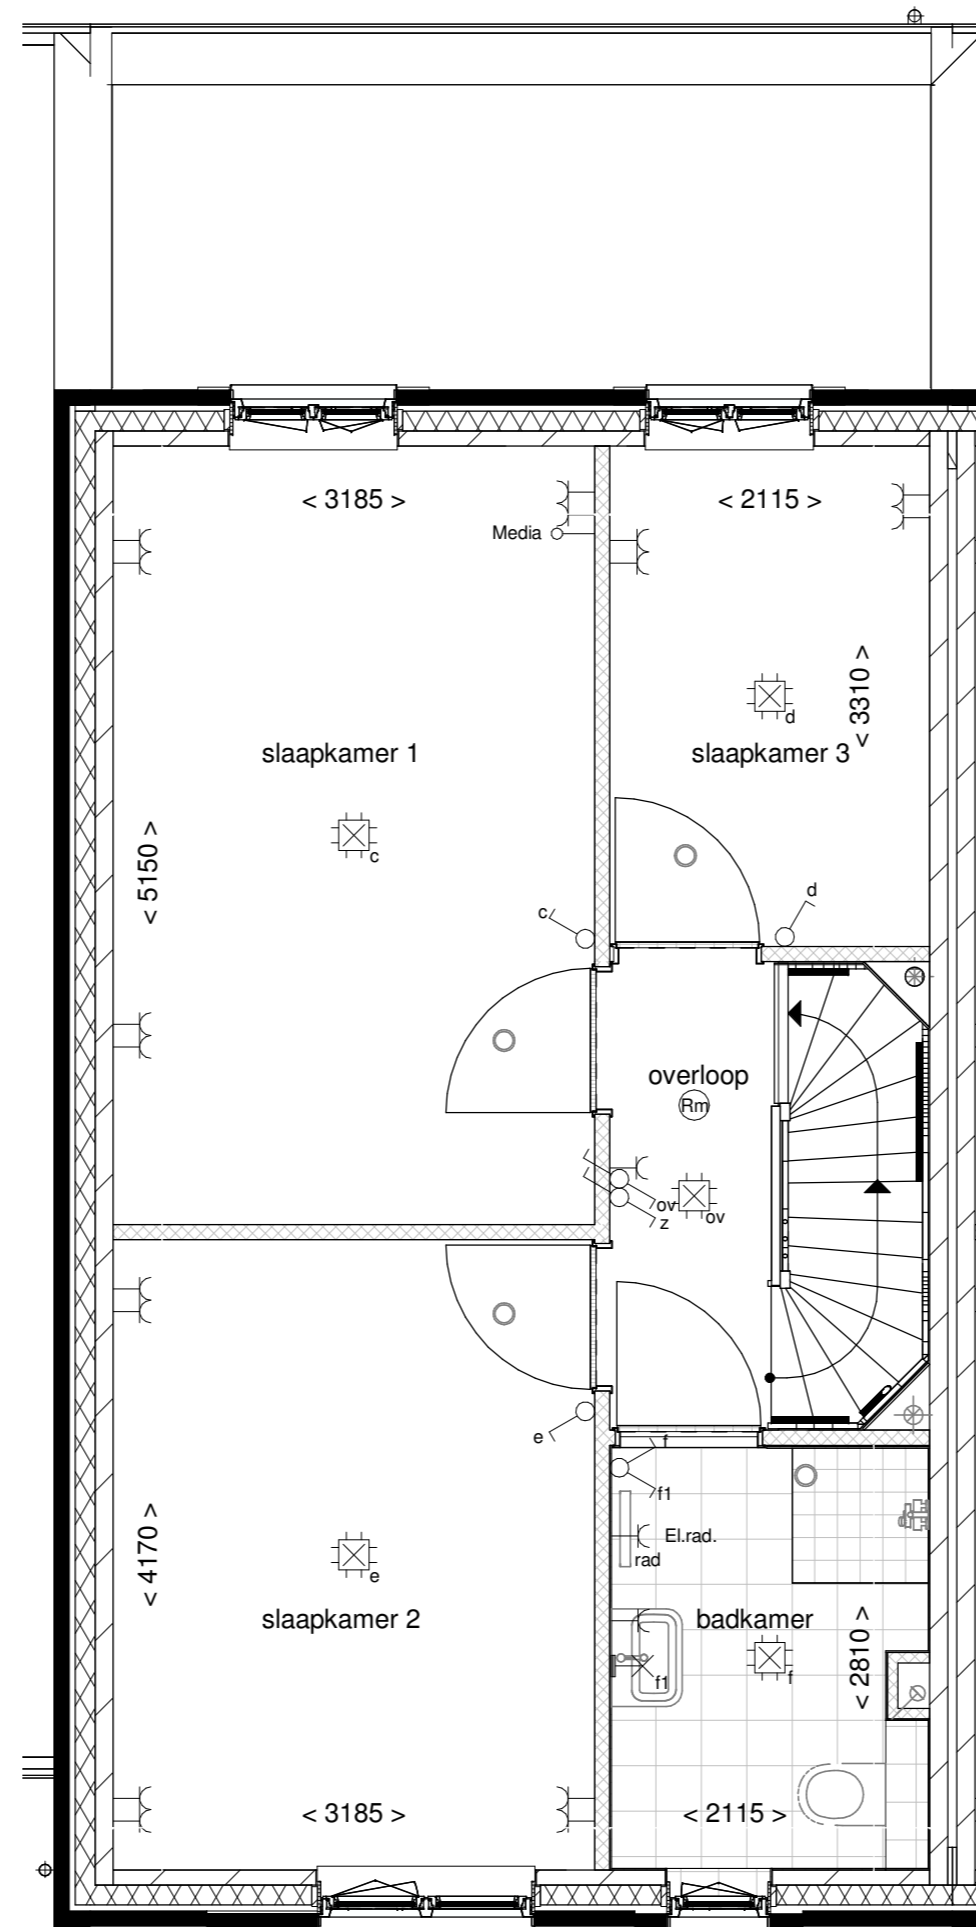 < 3185 >
< 2115 >
Media
< 3310 >
d
slaapkamer 1
slaapkamer 3
c
< 5150 >
d
c
overloop
Rm
ov
ov
z
e
f
f1
El.rad.
rad
< 4170 >
e
slaapkamer 2
badkamer
< 2810 >
f
f1
< 3185 >
< 2115 >